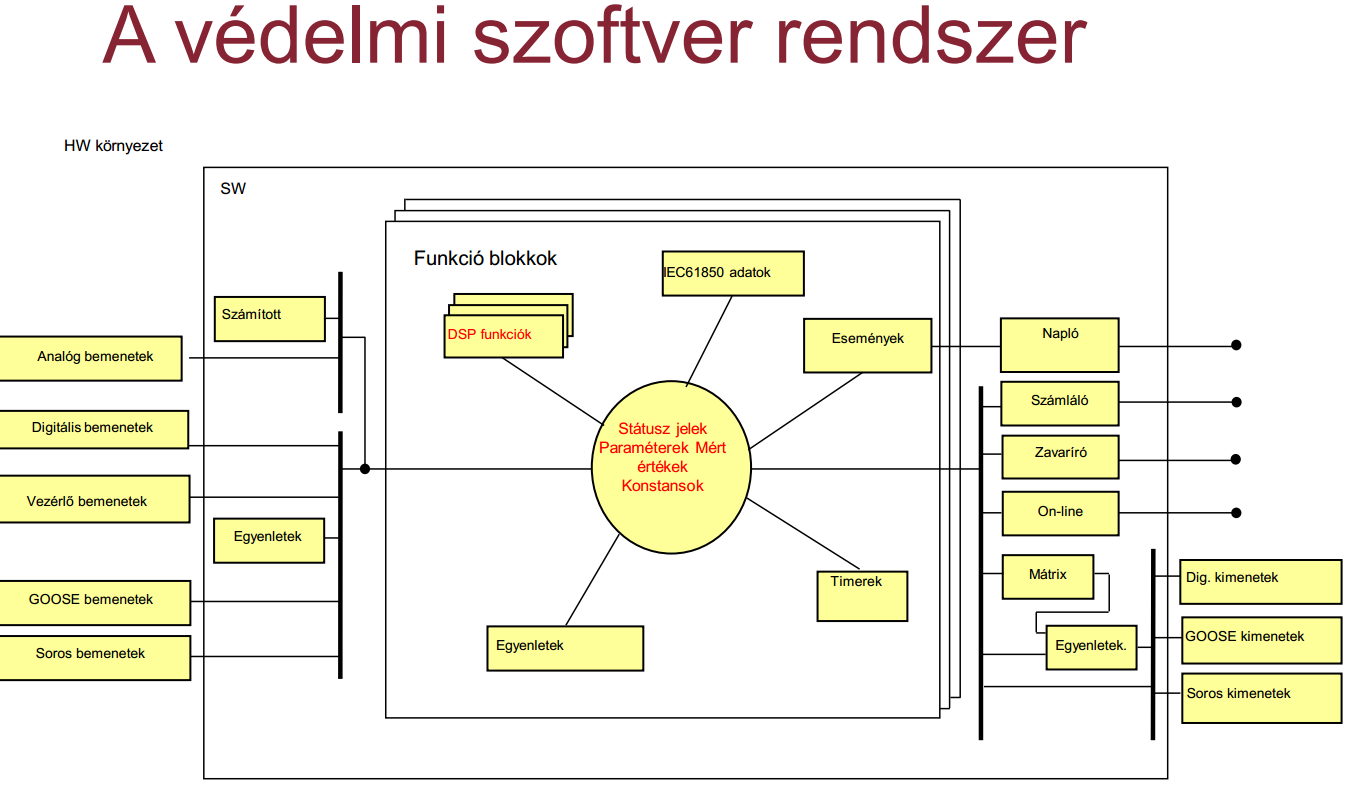 A védelmi szoftver rendszer
HW környezet
SW
Funkció blokkok
IEC61850 adatok
Számított
DSP funkciók
Események
Napló
Analóg bemenetek
Számláló
Digitális bemenetek
Státusz jelek
Paraméterek Mért
értékek
Konstansok
Zavaríró
Vezérlő bemenetek
On-line
Egyenletek
Mátrix
Timerek
Dig. kimenetek
GOOSE bemenetek
GOOSE kimenetek
Egyenletek
Egyenletek.
Soros bemenetek
Soros kimenetek